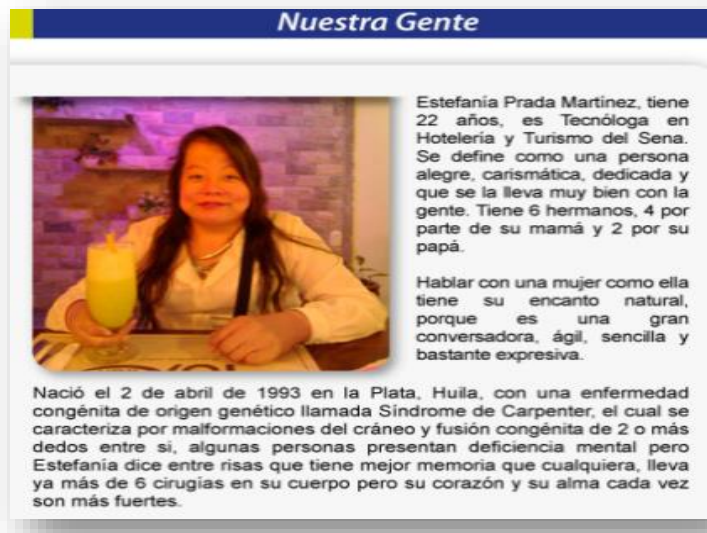 Nuestra Gente
Estefanía Prada Martínez, tiene
22 años, es Tecnóloga en
Hotelería y Turismo del Sena.
Se define como una persona
alegre, carismática, dedicada y
que se la lleva muy bien con la
gente. Tiene 6 hermanos, 4 por
parte de su mamá y 2 por su
papá.
Hablar con una mujer como ella
tiene su encanto natural,
porque es una gran
conversadora, ágil, sencilla y
bastante expresiva.
Nació el 2 de abril de 1993 en la Plata, Huila, con una enfermedad
congénita de origen genético llamada Síndrome de Carpenter, el cual se
caracteriza por malformaciones del cráneo y fusión congénita de 2 o más
dedos entre si, algunas personas presentan deficiencia mental pero
Estefanía dice entre risas que tiene mejor memoria que cualquiera, lleva
ya más de 6 cirugías en su cuerpo pero su corazón y su alma cada vez
son más fuertes.